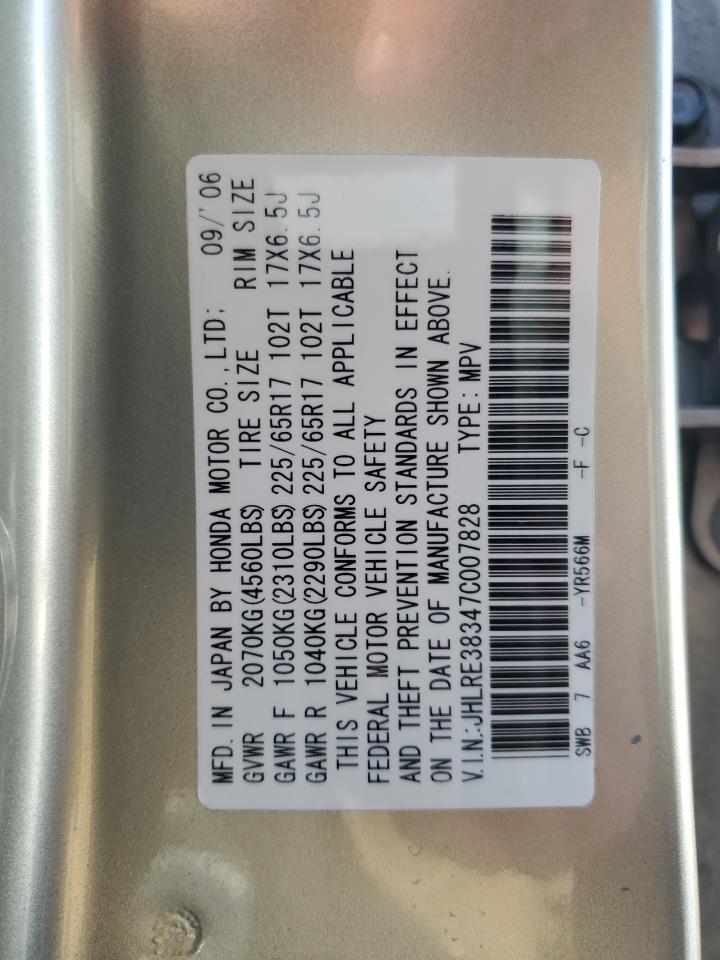 MFD. IN JAPAN BY HONDA MOTOR CO.,LTD; 09/'06
GVWR 2070KG(4560LBS) TIRE SIZE RIM SIZE
GAWR F 1050KG(2310LBS) 225/65R17 102T 17X6.5J
GAWR R 1040KG(2290LBS) 225/65R17 102T 17X6.5J
THIS VEHICLE CONFORMS TO ALL APPLICABLE
FEDERAL MOTOR VEHICLE SAFETY
AND THEFT PREVENTION STANDARDS IN EFFECT
ON THE DATE OF MANUFACTURE SHOWN ABOVE.
V.I.N.:JHLRE38347C007828 TYPE: MPV
SWB 7 AA6 -YR566M -F -C